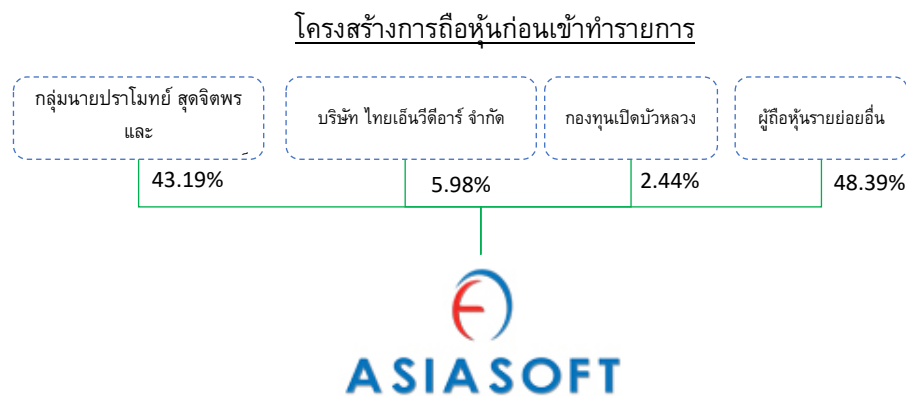 โครงสร้างการถือหุ้นก่อนเข้าทำรายการ
กลุ่มนายปราโมทย์ สุดจิตพร
และ
บริษัท ไทยเอ็นวีดีอาร์ จำกัด
กองทุนเปิดบัวหลวง
ผู้ถือหุ้นรายย่อยอื่น
43.19%
5.98%
2.44%
48.39%
ASIASOFT